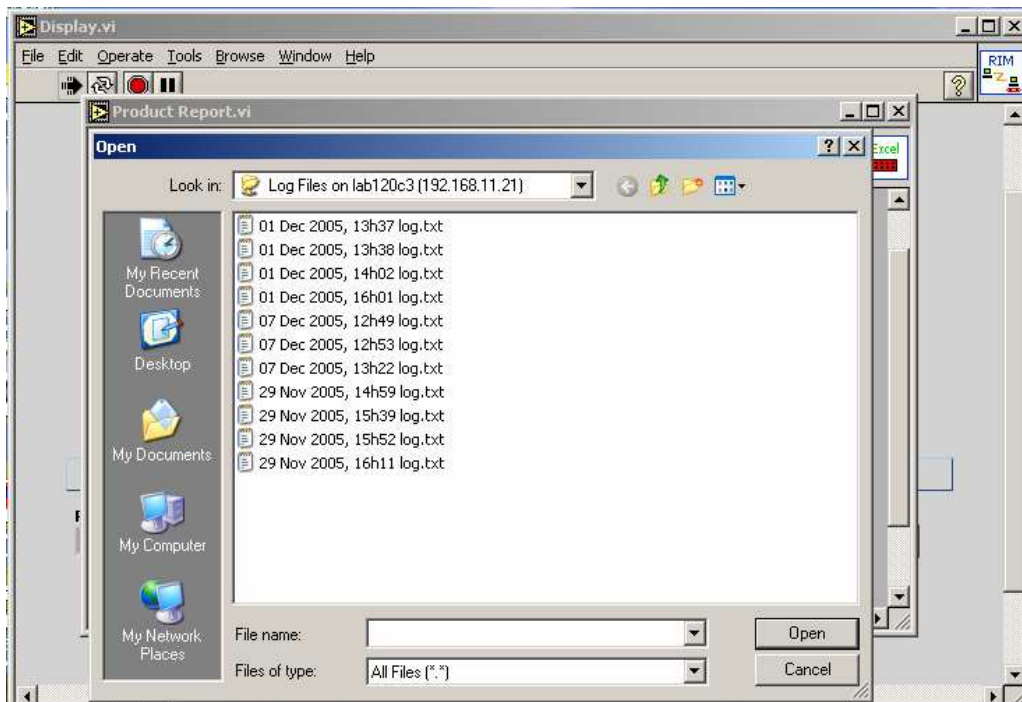 Display.vi
File Edit Operate Tools Browse Window Help
RIM
Product Report.vi
Open
Excel
Look in: Log Files on lab120c3 (192.168.11.21)
My Recent
Documents
Desktop
My Documents
My Computer
My Network
Places
01 Dec 2005, 13h37 log.txt
01 Dec 2005, 13h38 log.txt
01 Dec 2005, 14h02 log.txt
01 Dec 2005, 16h01 log.txt
07 Dec 2005, 12h49 log.txt
07 Dec 2005, 12h53 log.txt
07 Dec 2005, 13h22 log.txt
29 Nov 2005, 14h59 log.txt
29 Nov 2005, 15h39 log.txt
29 Nov 2005, 15h52 log.txt
29 Nov 2005, 16h11 log.txt
File name:
Open
Files of type: All Files (*.*)
Cancel